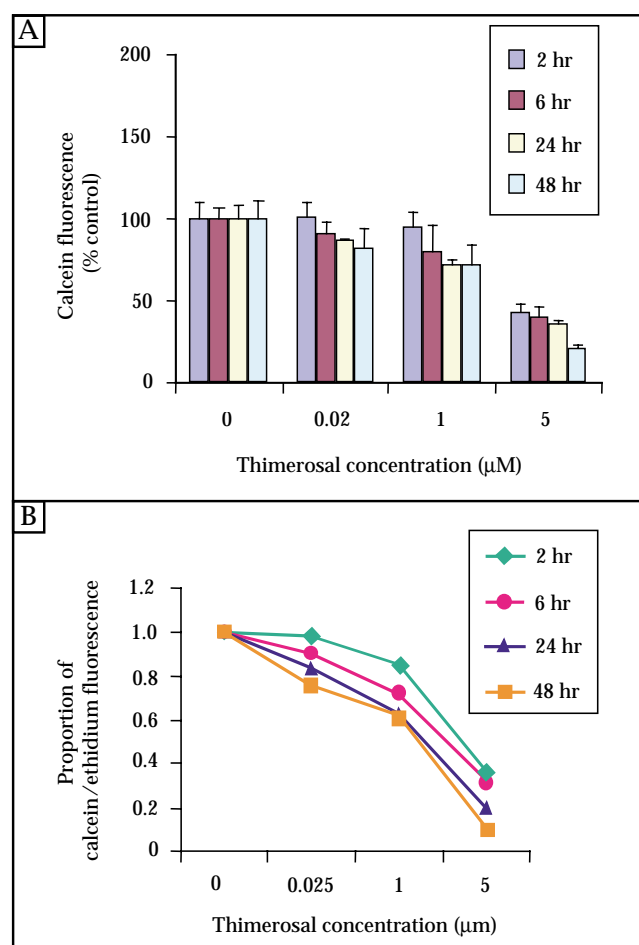 A
200
150
100
50
0
Calcein fluorescence
(% control)
2 hr
6 hr
24 hr
48 hr
0 0.02 1 5
Thimerosal concentration (µM)
B
1.2
1.0
0.8
0.6
0.4
0.2
0
Proportion of
calcein/ethidium fluorescence
2 hr
6 hr
24 hr
48 hr
0 0.025 1 5
Thimerosal concentration (µm)